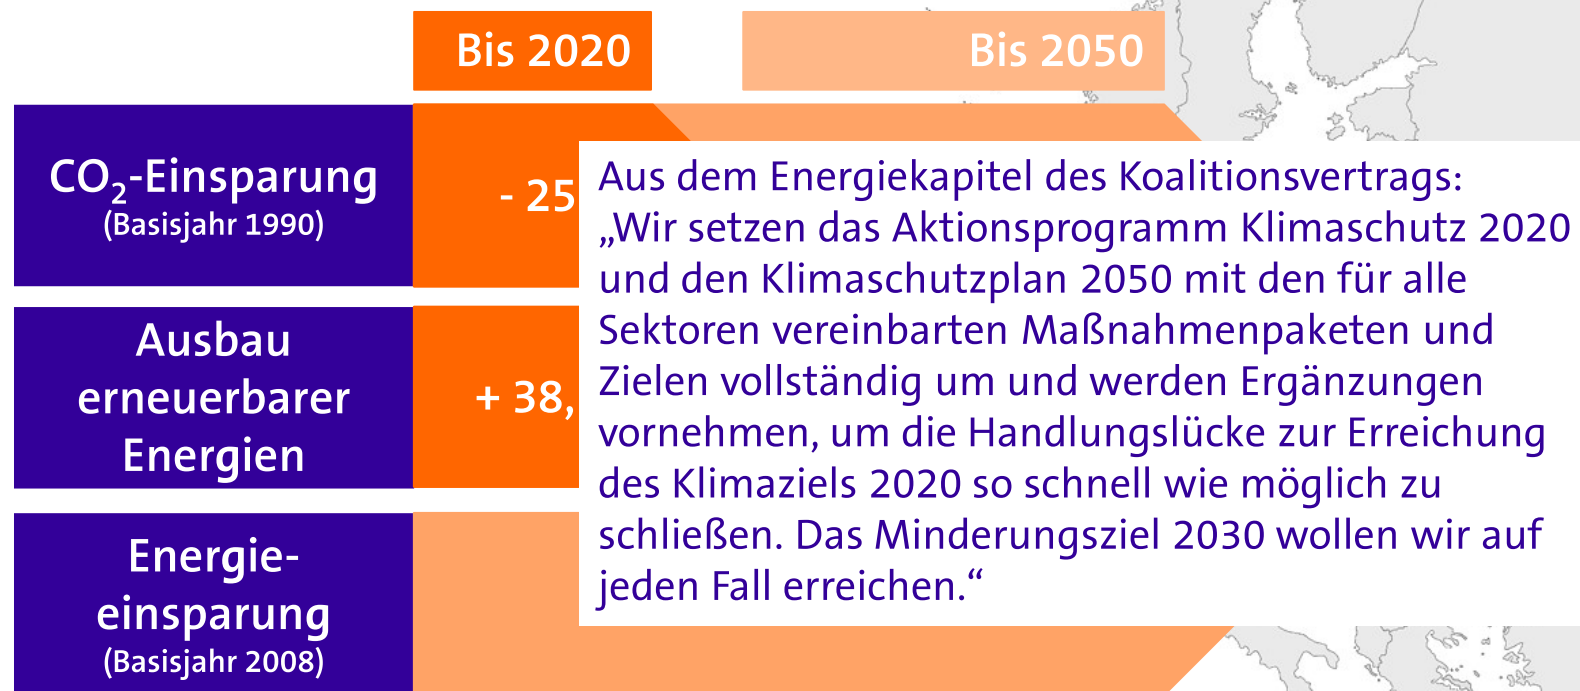 Bis 2020
Bis 2050
CO₂-Einsparung
(Basisjahr 1990)
- 25
Aus dem Energiekapitel des Koalitionsvertrags:
„Wir setzen das Aktionsprogramm Klimaschutz 2020
und den Klimaschutzplan 2050 mit den für alle
Sektoren vereinbarten Maßnahmenpaketen und
Zielen vollständig um und werden Ergänzungen
vornehmen, um die Handlungslücke zur Erreichung
des Klimaziels 2020 so schnell wie möglich zu
schließen. Das Minderungsziel 2030 wollen wir auf
jeden Fall erreichen.“
Ausbau
erneuerbarer
Energien
+ 38,
Energie-
einsparung
(Basisjahr 2008)